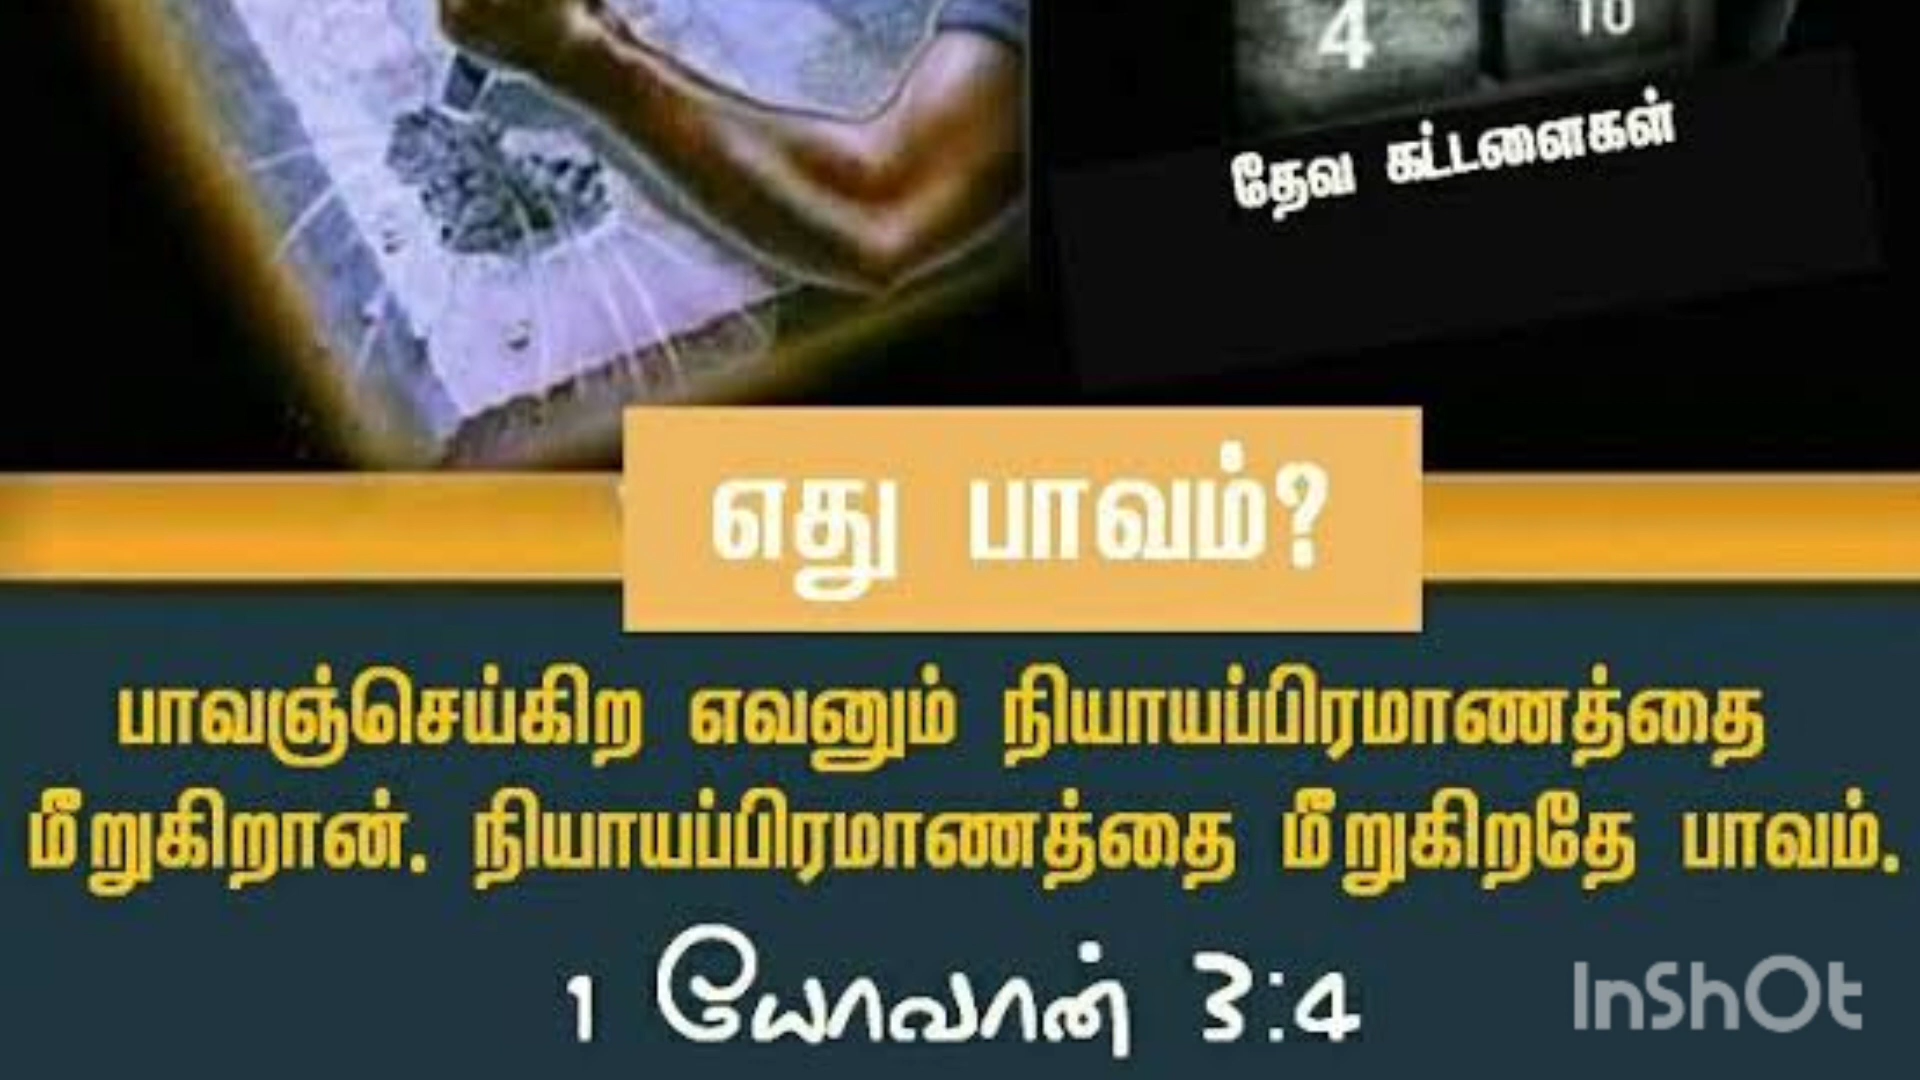 4 10
தேவ கட்டளைகள்
எது பாவம்?
பாவஞ்செய்கிற எவனும் நியாயப்பிரமாணத்தை
மீறுகிறான். நியாயப்பிரமாணத்தை மீறுகிறதே பாவம்.
1 யோவான் 3:4
InShOt